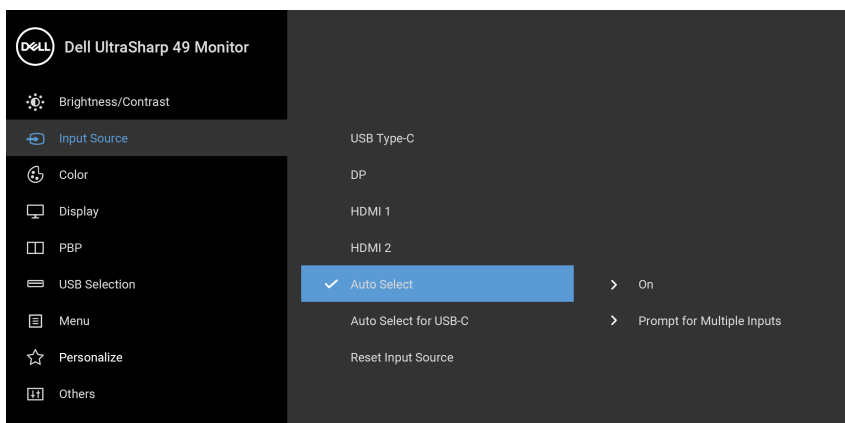 DELL
Dell UltraSharp 49 Monitor
Brightness/Contrast
Input Source
USB Type-C
Color
DP
Display
HDMI 1
PBP
HDMI 2
USB Selection
Auto Select
On
Menu
Auto Select for USB-C
Prompt for Multiple Inputs
Personalize
Reset Input Source
Others